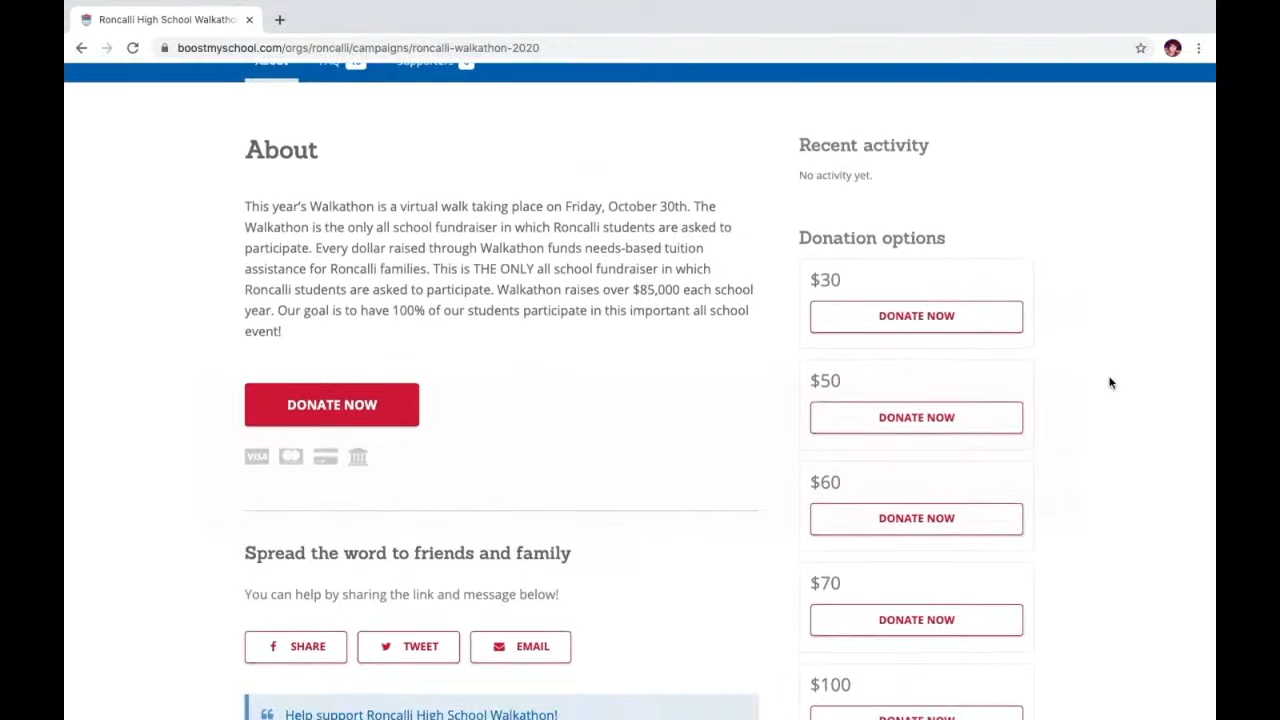 Roncalli High School Walkatho
boostmyschool.com/orgs/roncalli/campaigns/roncalli-walkathon-2020
About
FAQ
Supporters
About
This year's Walkathon is a virtual walk taking place on Friday, October 30th. The
Walkathon is the only all school fundraiser in which Roncalli students are asked to
participate. Every dollar raised through Walkathon funds needs-based tuition
assistance for Roncalli families. This is THE ONLY all school fundraiser in which
Roncalli students are asked to participate. Walkathon raises over $85,000 each school
year. Our goal is to have 100% of our students participate in this important all school
event!
DONATE NOW
VISA
Spread the word to friends and family
You can help by sharing the link and message below!
SHARE
TWEET
EMAIL
Help support Roncalli High School Walkathon!
Recent activity
No activity yet.
Donation options
$30
DONATE NOW
$50
DONATE NOW
$60
DONATE NOW
$70
DONATE NOW
$100
DONATE NOW